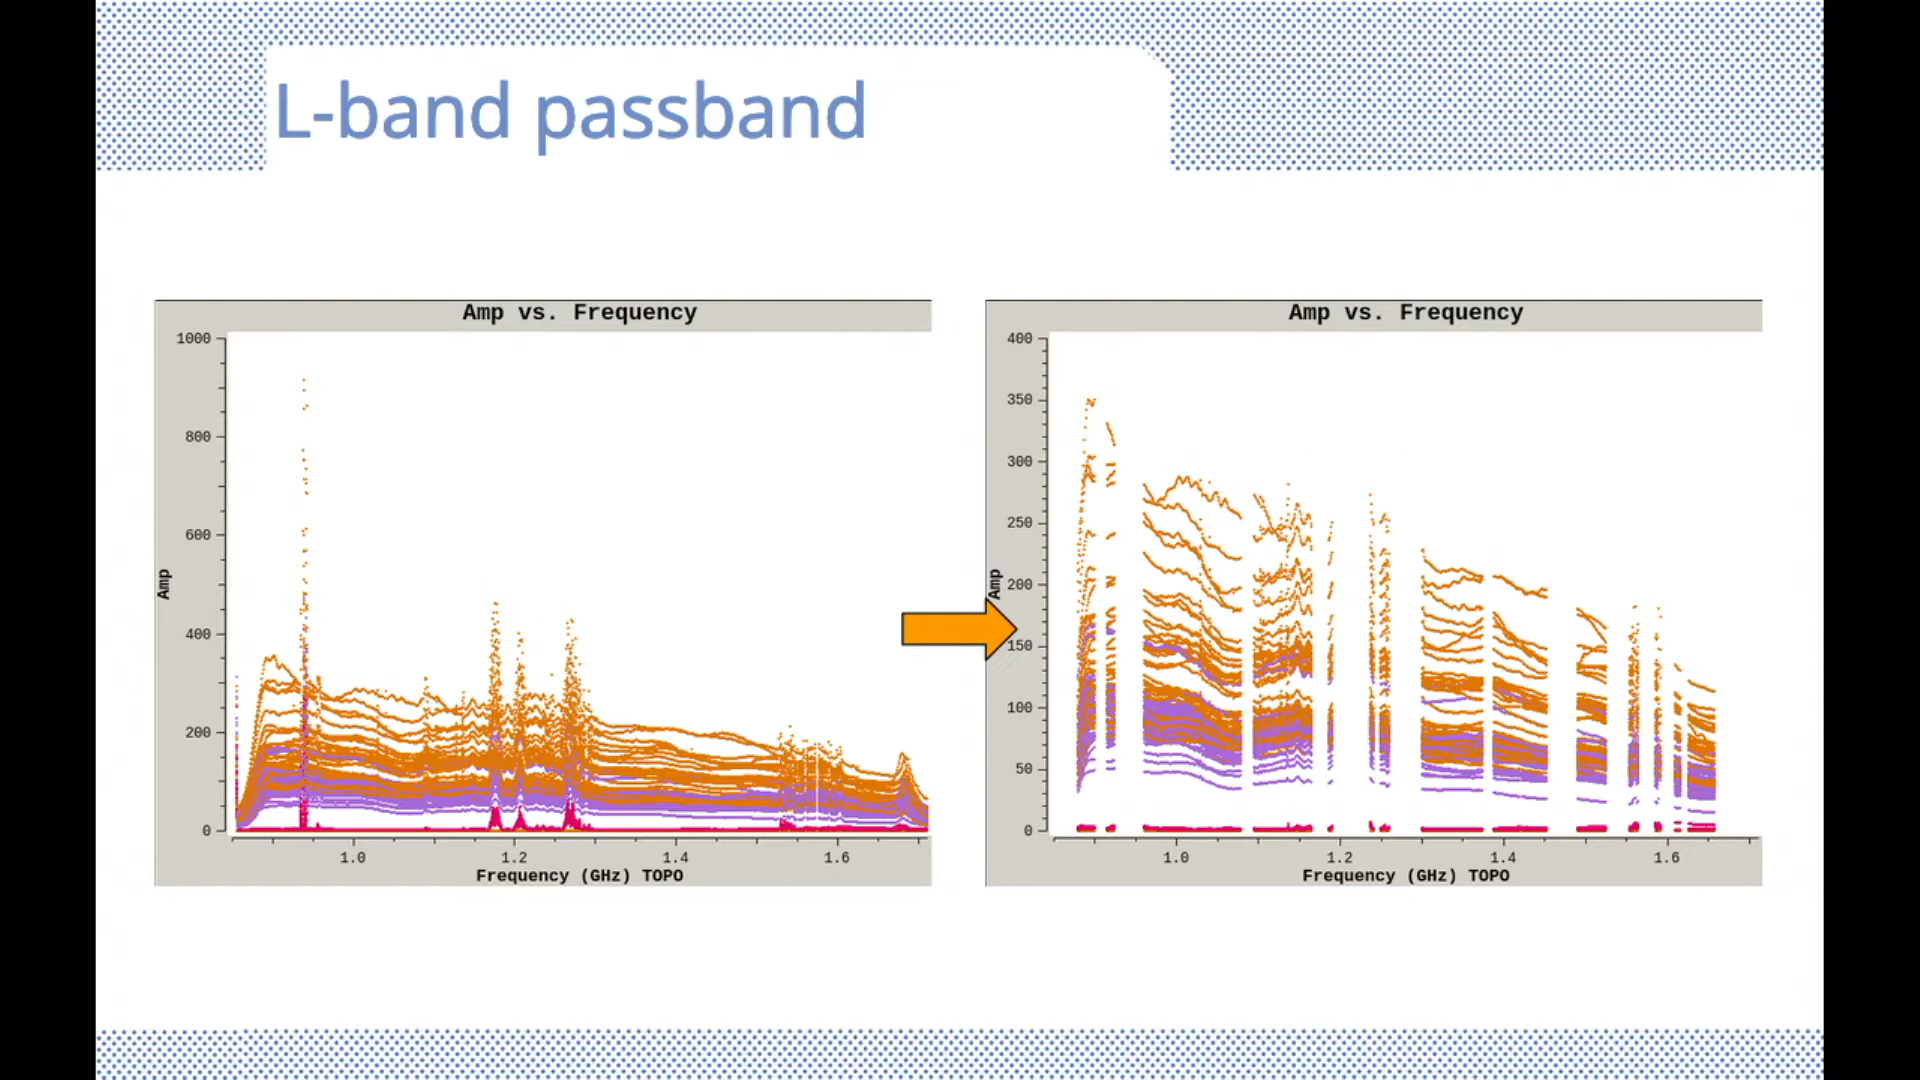 L-band passband
Amp vs. Frequency
1000
800
600
400
200
0
Amp
1.0 1.2 1.4 1.6
Frequency (GHz) TOPO
Amp vs. Frequency
400
350
300
250
200
150
100
50
0
Amp
1.0 1.2 1.4 1.6
Frequency (GHz) TOPO